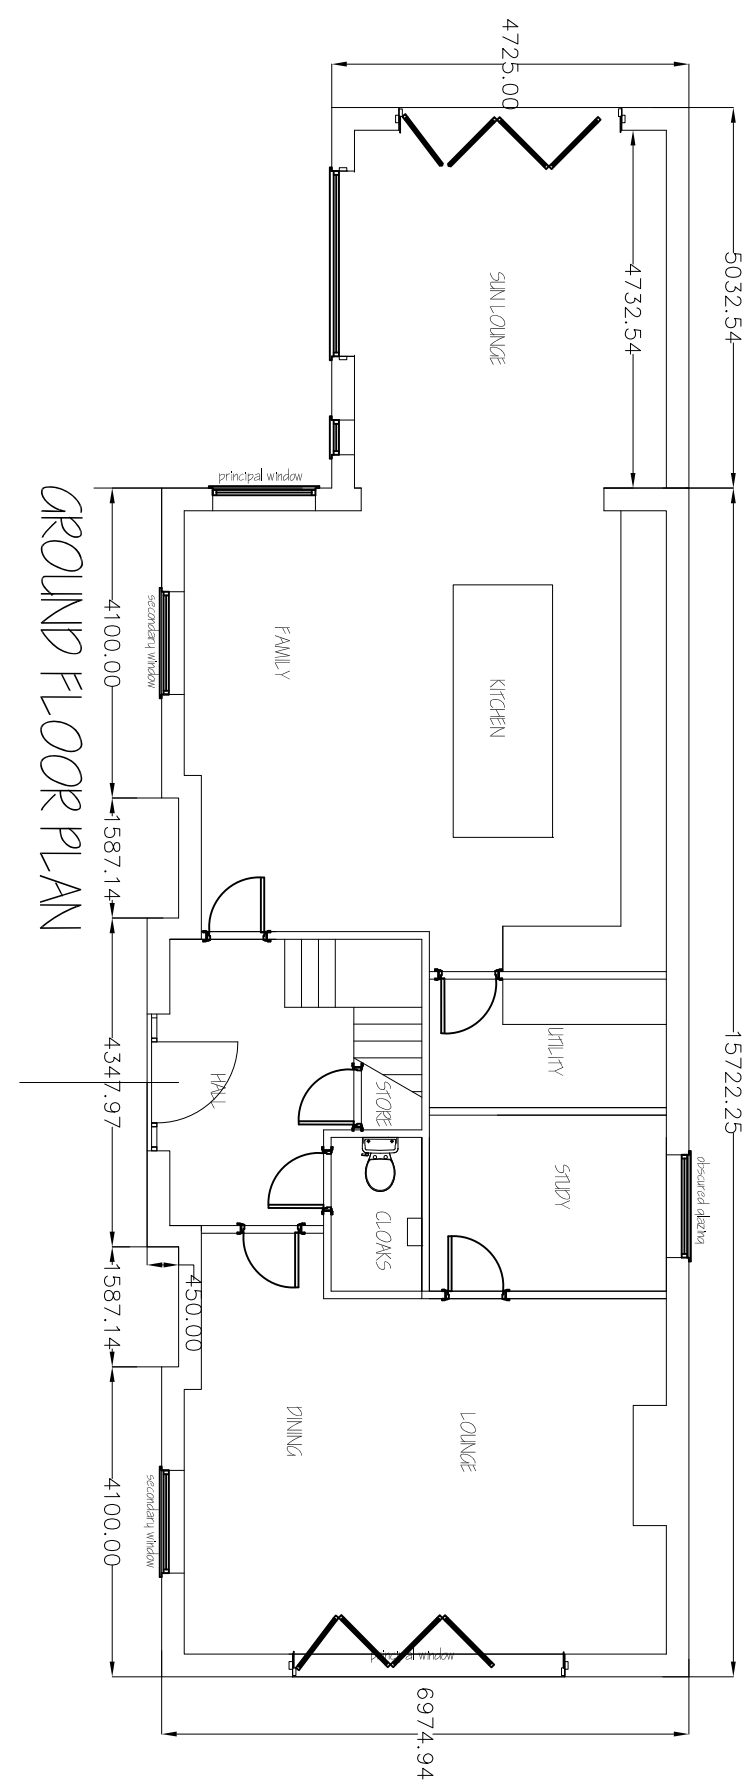 GROUND FLOOR PLAN
4725.00
5032.54
4732.54
SUN LOUNGE
principal window
4100.00
secondary window
FAMILY
KITCHEN
1587.14
4347.97
HALL
STORE
UTILITY
15722.25
STUDY
obscured glazing
CLOAKS
1587.14
450.00
DINING
LOUNGE
4100.00
secondary window
principal window
6974.94